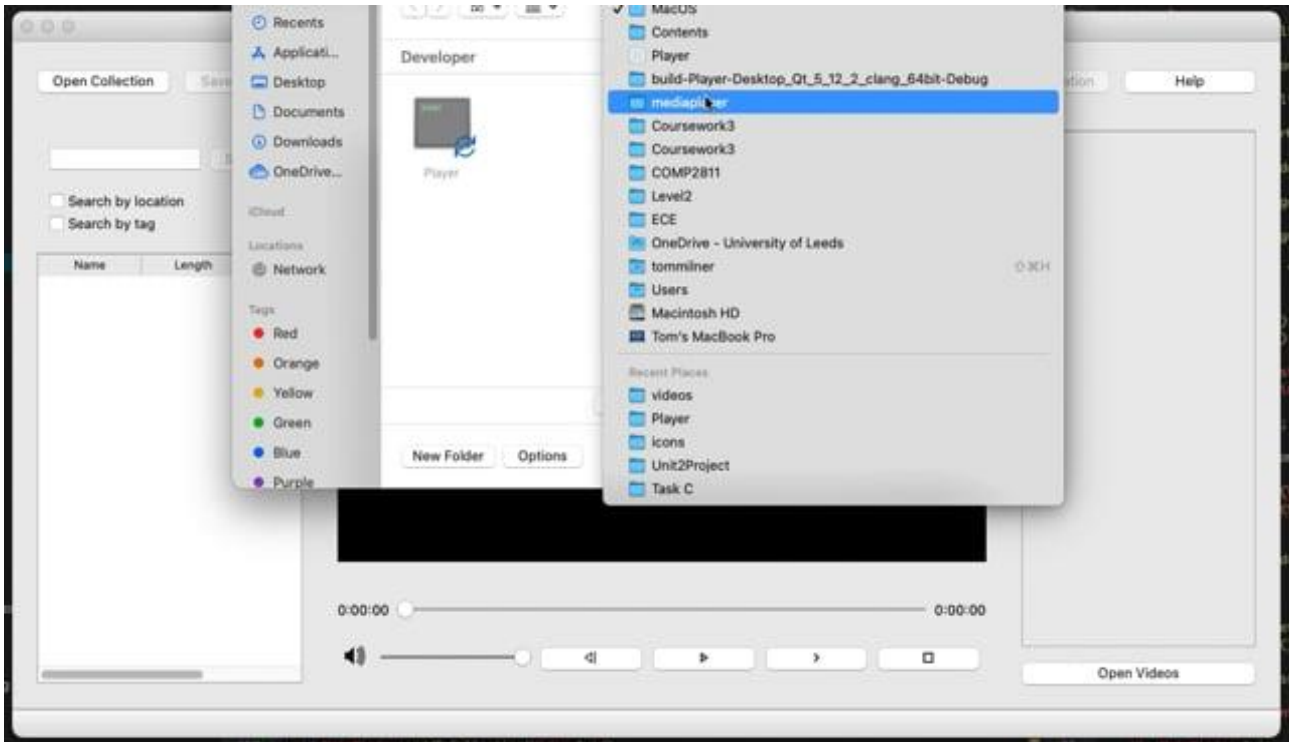 Open Collection
Help
Search by location
Search by tag
Name Length
Recents
Applicati...
Desktop
Documents
Downloads
OneDrive...
iCloud
Locations
Network
Tags
Red
Orange
Yellow
Green
Blue
Purple
Developer
Player
New Folder Options
MacOS
Contents
Player
build-Player-Desktop_Qt_5_12_2_clang_64bit-Debug
mediaplayer
Coursework3
Coursework3
COMP2811
Level2
ECE
OneDrive - University of Leeds
tommilner ⇧⌘H
Users
Macintosh HD
Tom's MacBook Pro
Recent Places
videos
Player
icons
Unit2Project
Task C
0:00:00 0:00:00
Open Videos